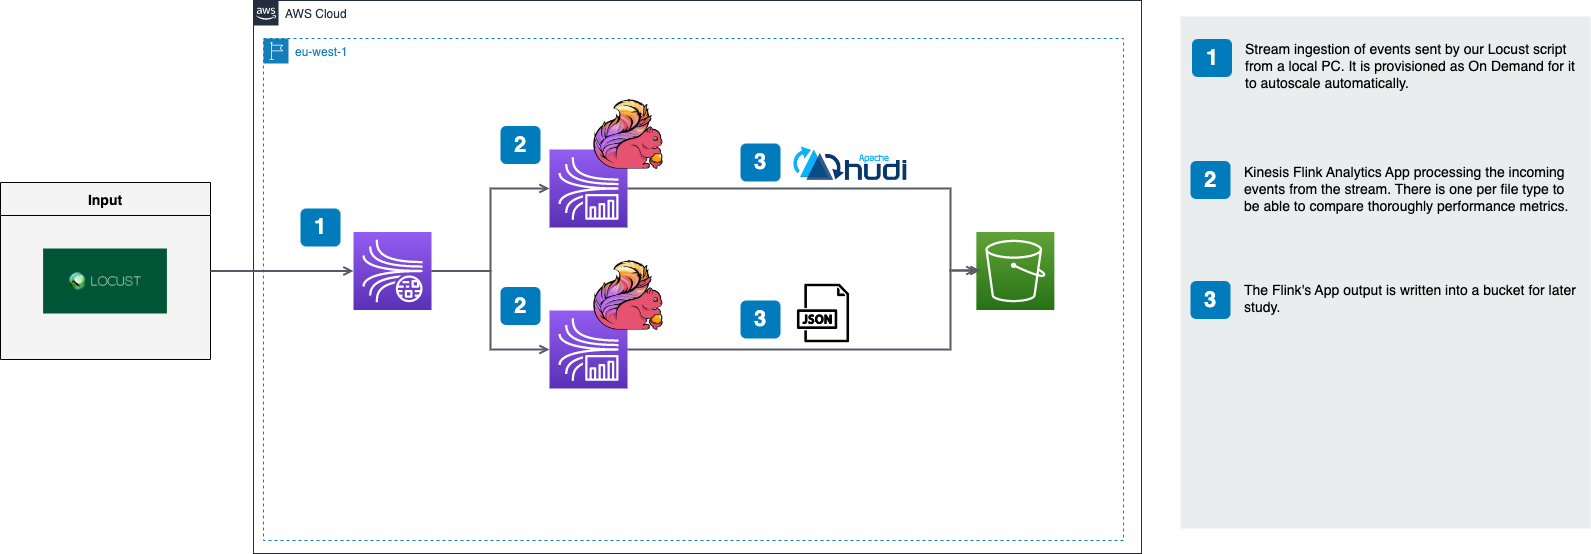 aws
AWS Cloud
eu-west-1
Input
LOCUST
1
2
2
3
Apache
hudi
3
JSON
1
Stream ingestion of events sent by our Locust script
from a local PC. It is provisioned as On Demand for it
to autoscale automatically.
2
Kinesis Flink Analytics App processing the incoming
events from the stream. There is one per file type to
be able to compare thoroughly performance metrics.
3
The Flink's App output is written into a bucket for later
study.